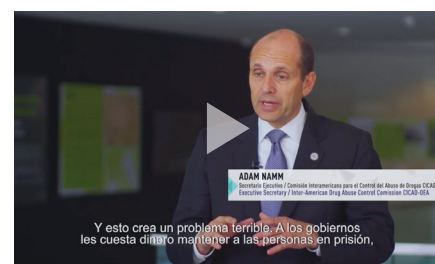 ADAM NAMM
Secretario Ejecutivo / Comisión Interamericana para el Control del Abuso de Drogas CICAD
Executive Secretary / Inter-American Drug Abuse Control Comission CICAD-OEA
Y esto crea un problema terrible. A los gobiernos
les cuesta dinero mantener a las personas en prisión,